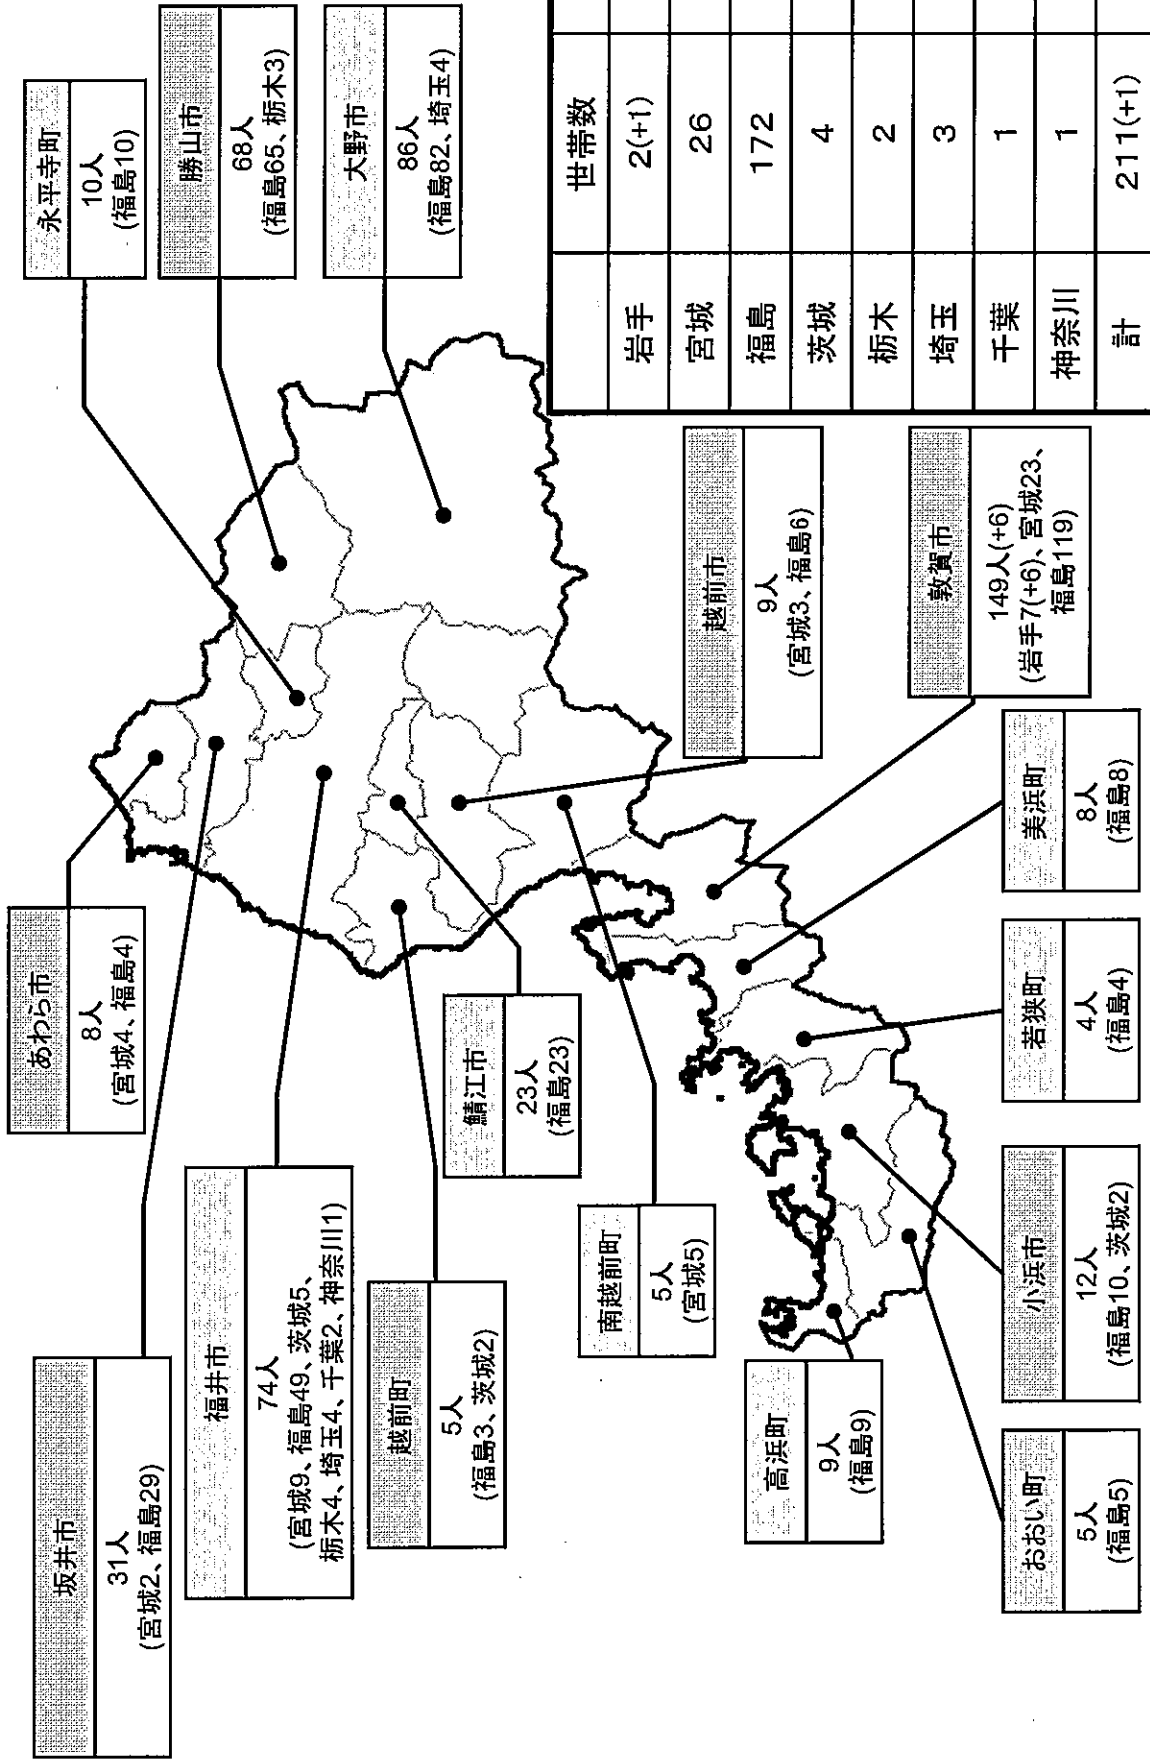 坂井市
31人
(宮城2、福島29)
あわら市
8人
(宮城4、福島4)
永平寺町
10人
(福島10)
勝山市
68人
(福島65、栃木3)
大野市
86人
(福島82、埼玉4)
福井市
74人
(宮城9、福島49、茨城5、
栃木4、埼玉4、千葉2、神奈川1)
越前町
5人
(福島3、茨城2)
鯖江市
23人
(福島23)
南越前町
5人
(宮城5)
越前市
9人
(宮城3、福島6)
敦賀市
149人(+6)
(岩手7(+6)、宮城23、
福島119)
高浜町
9人
(福島9)
おおい町
5人
(福島5)
小浜市
12人
(福島10、茨城2)
若狭町
4人
(福島4)
美浜町
8人
(福島8)
世帯数
岩手 2(+1)
宮城 26
福島 172
茨城 4
栃木 2
埼玉 3
千葉 1
神奈川 1
計 211(+1)